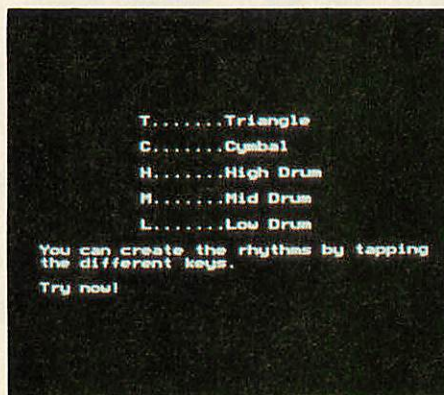 T.......Triangle
C.......Cymbal
H.......High Drum
M.......Mid Drum
L.......Low Drum
You can create the rhythms by tapping
the different keys.
Try now!